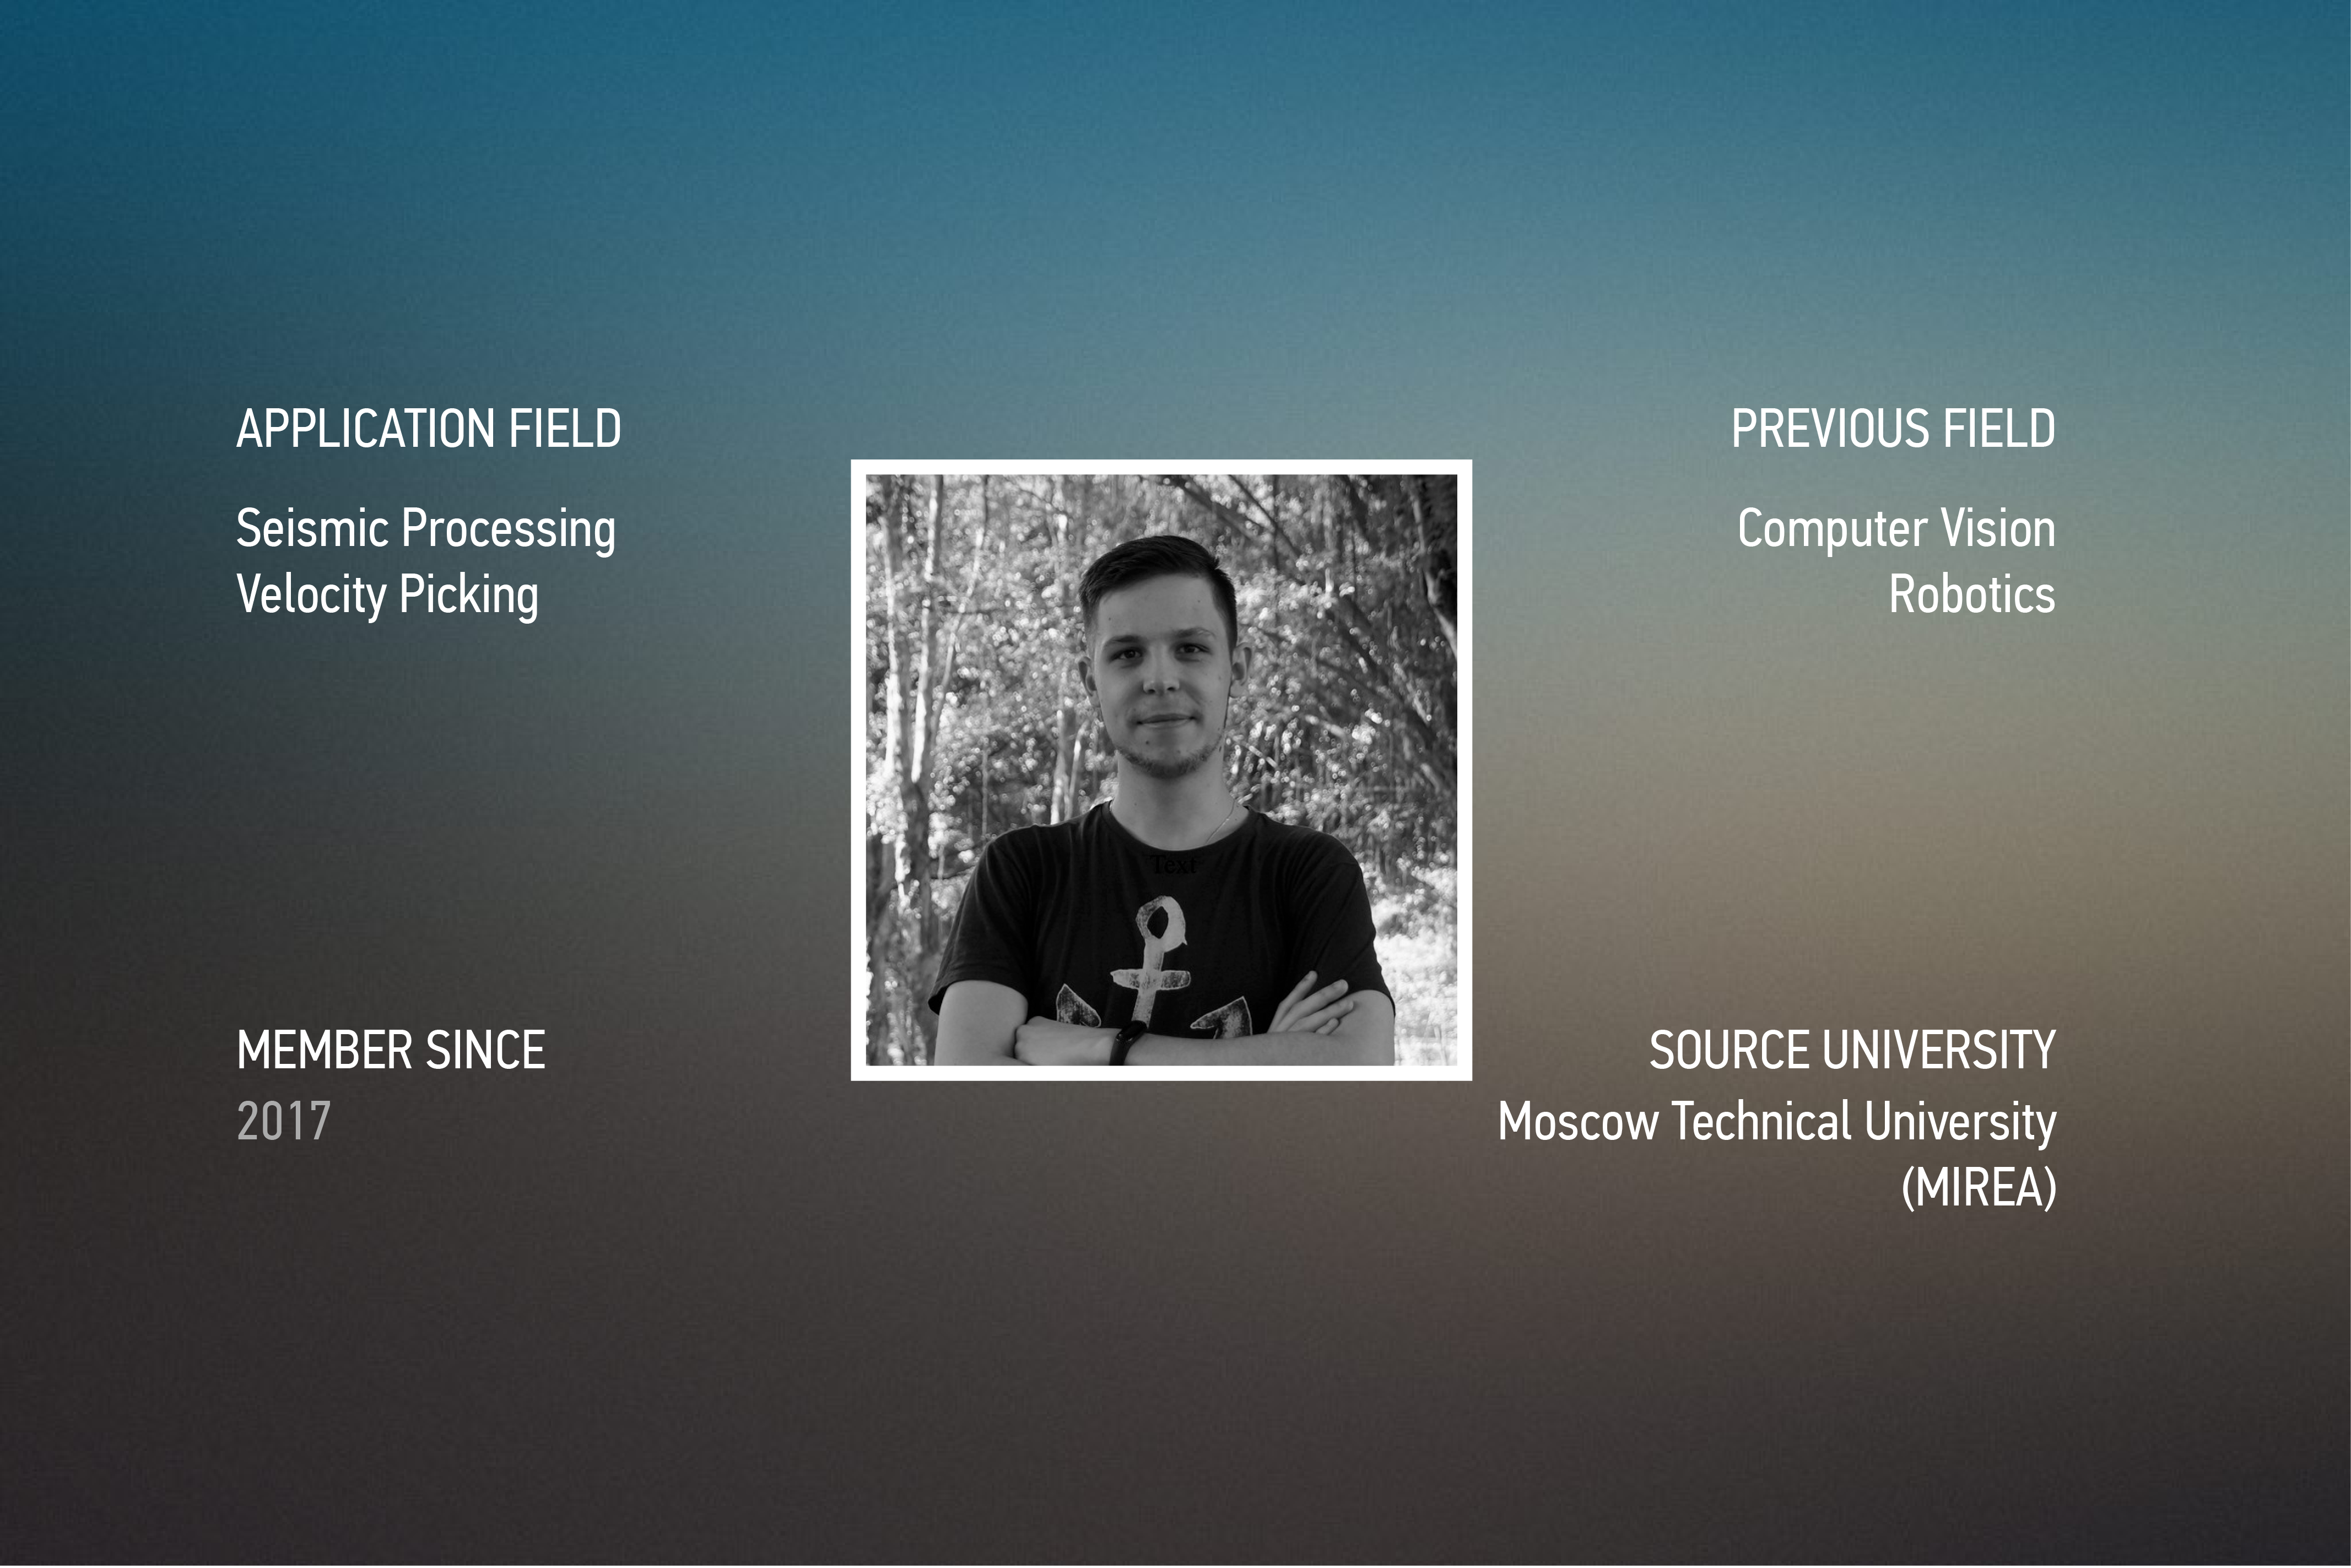 APPLICATION FIELD
Seismic Processing
Velocity Picking
PREVIOUS FIELD
Computer Vision
Robotics
Text
MEMBER SINCE
2017
SOURCE UNIVERSITY
Moscow Technical University
(MIREA)